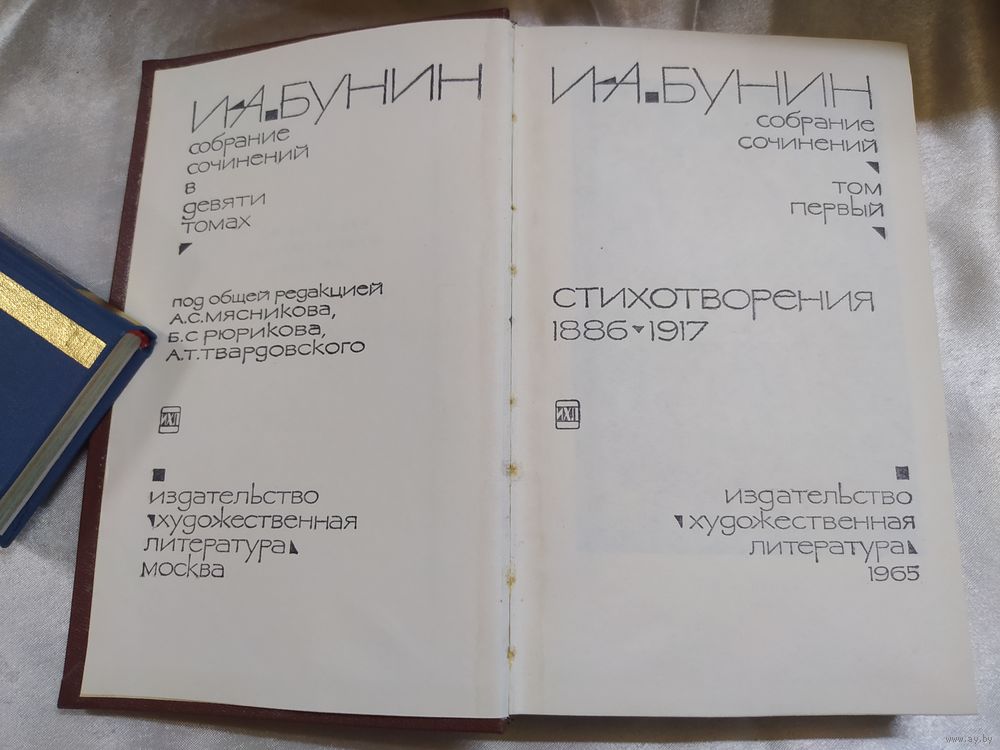 И·А.БУНИН
собрание
сочинений
в
девяти
томах
под общей редакцией
А.С.МЯСНИКОВА,
Б.С РЮРИКОВА,
А.Т.ТВАРДОВСКОГО
ИХЛ
издательство
художественная
литература
москва
И·А.БУНИН
собрание
сочинений
том
первый
СТИХОТВОРЕНИЯ
1886-1917
ИХЛ
издательство
художественная
литература
1965
www.ay.by